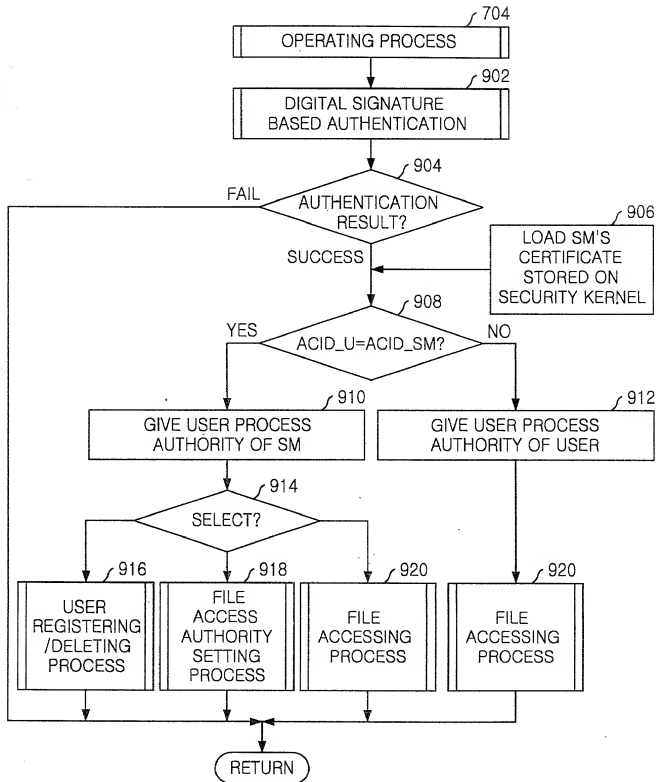 704
OPERATING PROCESS
902
DIGITAL SIGNATURE
BASED AUTHENTICATION
904
FAIL
AUTHENTICATION
RESULT?
906
LOAD SM'S
CERTIFICATE
STORED ON
SECURITY KERNEL
SUCCESS
908
YES
ACID_U=ACID_SM?
NO
910
GIVE USER PROCESS
AUTHORITY OF SM
912
GIVE USER PROCESS
AUTHORITY OF USER
914
SELECT?
916
USER
REGISTERING
/DELETING
PROCESS
918
FILE
ACCESS
AUTHORITY
SETTING
PROCESS
920
FILE
ACCESSING
PROCESS
920
FILE
ACCESSING
PROCESS
RETURN